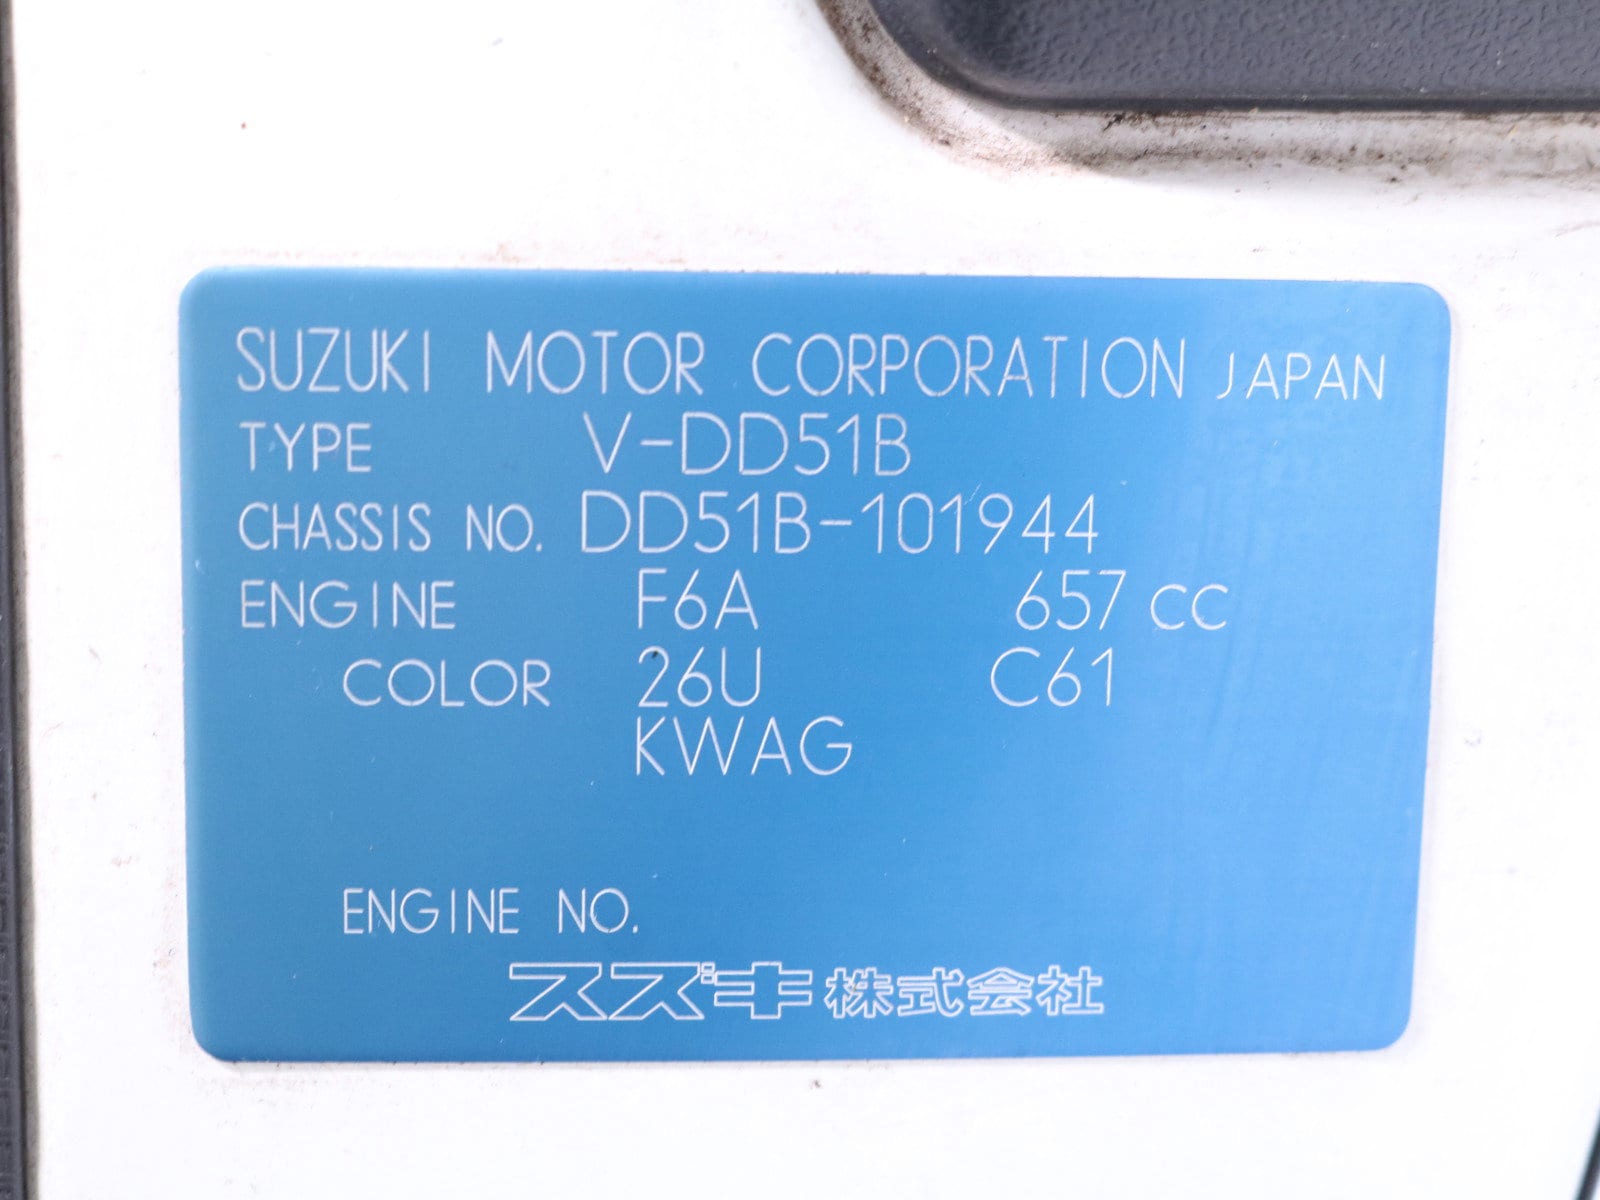 SUZUKI MOTOR CORPORATION JAPAN
TYPE V-DD51B
CHASSIS NO. DD51B-101944
ENGINE F6A 657 CC
COLOR 26U C61
KWAG
ENGINE NO.
スズキ株式会社